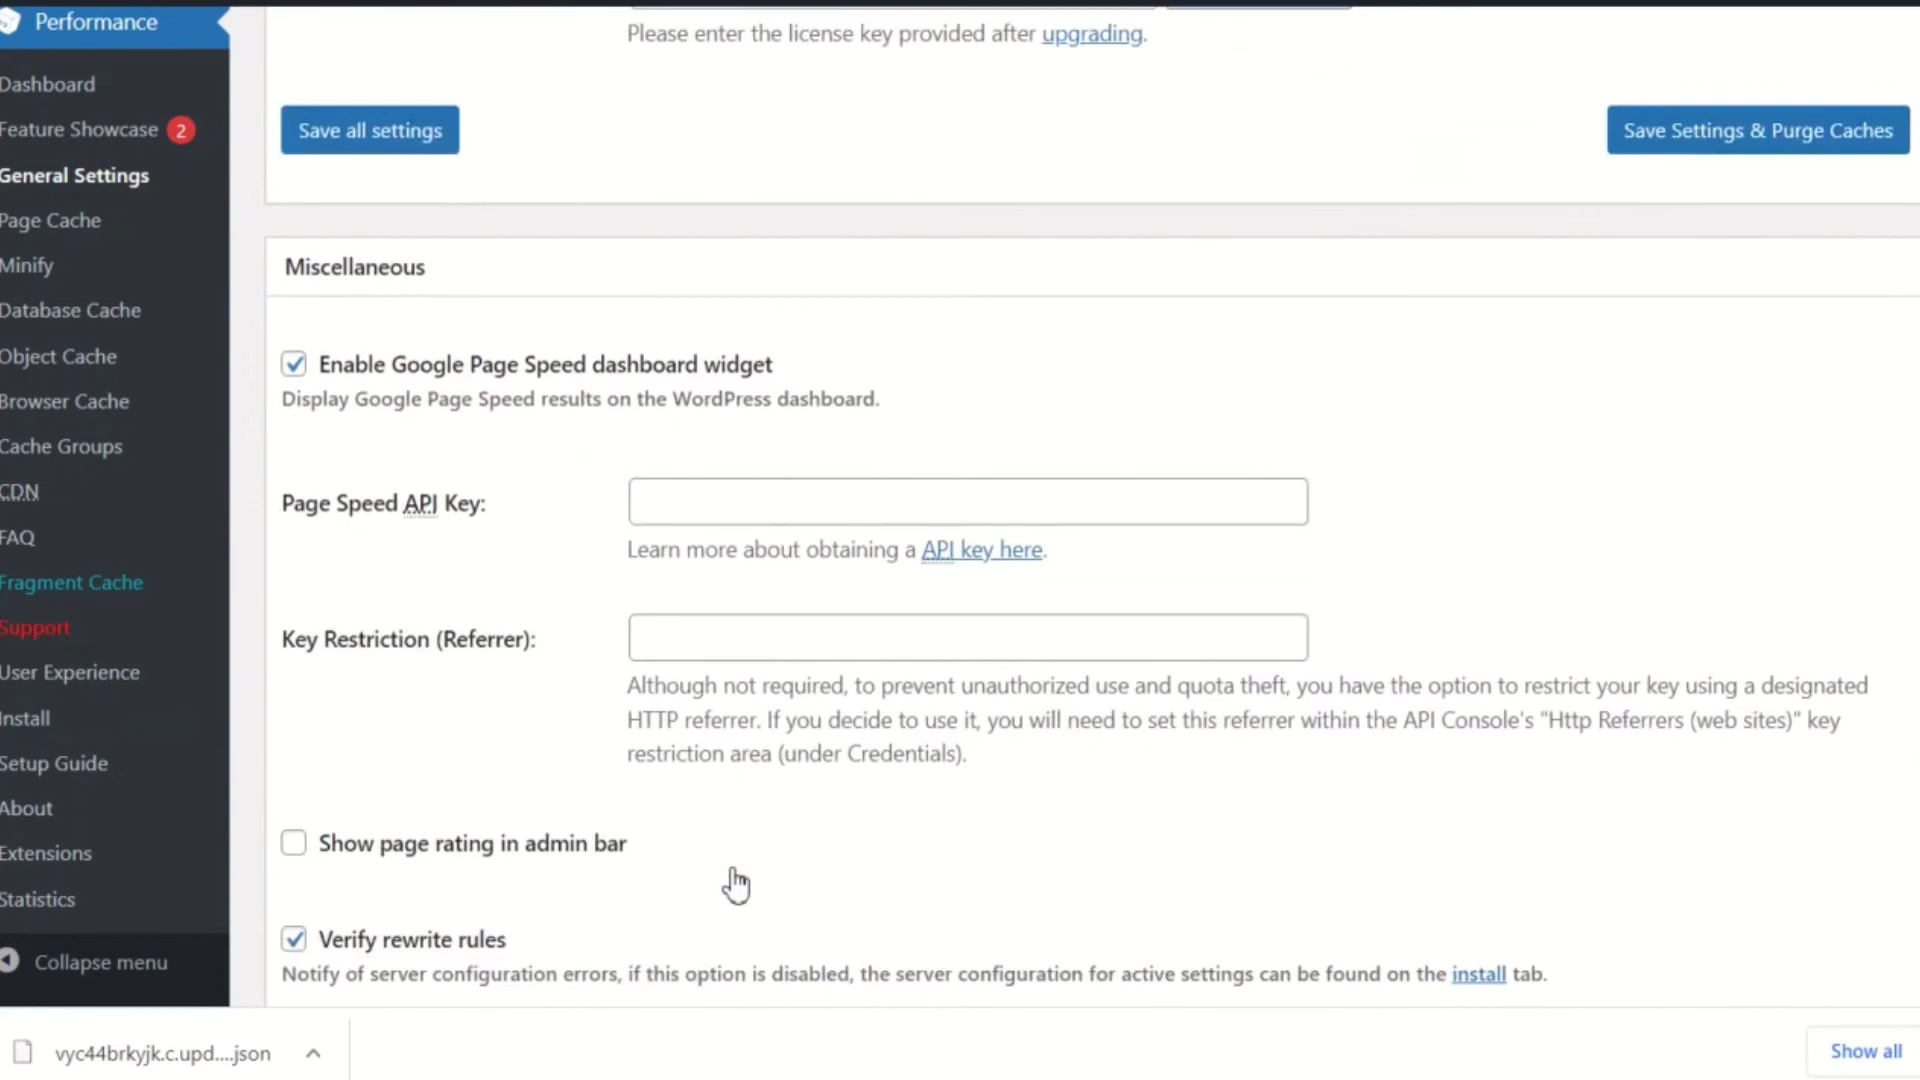 Performance
Dashboard
Feature Showcase 2
General Settings
Page Cache
Minify
Database Cache
Object Cache
Browser Cache
Cache Groups
CDN
FAQ
Fragment Cache
Support
User Experience
Install
Setup Guide
About
Extensions
Statistics
Collapse menu
Please enter the license key provided after upgrading.
Save all settings
Save Settings & Purge Caches
Miscellaneous
Enable Google Page Speed dashboard widget
Display Google Page Speed results on the WordPress dashboard.
Page Speed API Key:
Learn more about obtaining a API key here.
Key Restriction (Referrer):
Although not required, to prevent unauthorized use and quota theft, you have the option to restrict your key using a designated
HTTP referrer. If you decide to use it, you will need to set this referrer within the API Console's "Http Referrers (web sites)" key
restriction area (under Credentials).
Show page rating in admin bar
Verify rewrite rules
Notify of server configuration errors, if this option is disabled, the server configuration for active settings can be found on the install tab.
vyc44brkyjk.c.upd....json
Show all